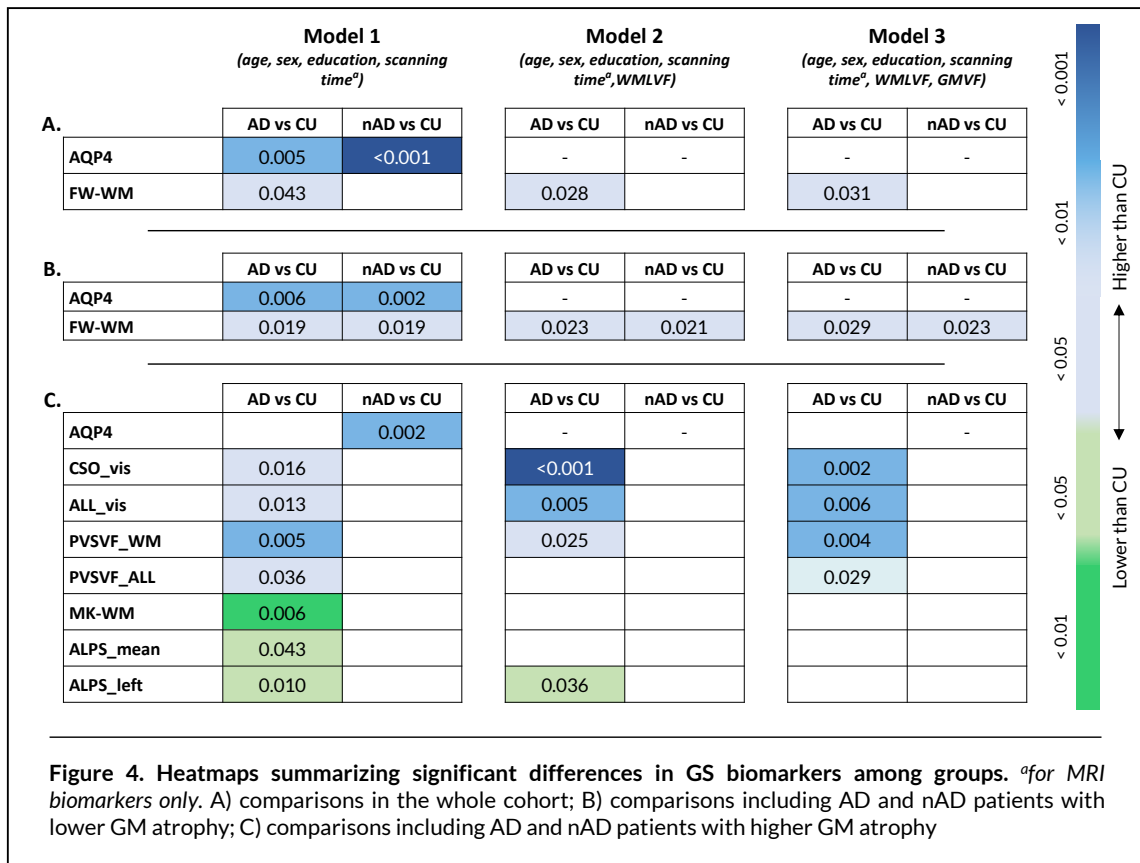 Model 1 Model 2 Model 3
(age, sex, education, scanning (age, sex, education, scanning (age, sex, education, scanning
timeᵃ) timeᵃ,WMLVF) timeᵃ, WMLVF, GMVF)
A. AD vs CU nAD vs CU AD vs CU nAD vs CU AD vs CU nAD vs CU
AQP4 0.005 <0.001 - - - -
FW-WM 0.043 0.028 0.031
B. AD vs CU nAD vs CU AD vs CU nAD vs CU AD vs CU nAD vs CU
AQP4 0.006 0.002 - - - -
FW-WM 0.019 0.019 0.023 0.021 0.029 0.023
C. AD vs CU nAD vs CU AD vs CU nAD vs CU AD vs CU nAD vs CU
AQP4 0.002 - - -
CSO_vis 0.016 <0.001 0.002
ALL_vis 0.013 0.005 0.006
PVSVF_WM 0.005 0.025 0.004
PVSVF_ALL 0.036 0.029
MK-WM 0.006
ALPS_mean 0.043
ALPS_left 0.010 0.036
< 0.001
< 0.01
< 0.05
< 0.05
< 0.01
Higher than CU
Lower than CU
Figure 4. Heatmaps summarizing significant differences in GS biomarkers among groups. ᵃfor MRI
biomarkers only. A) comparisons in the whole cohort; B) comparisons including AD and nAD patients with
lower GM atrophy; C) comparisons including AD and nAD patients with higher GM atrophy